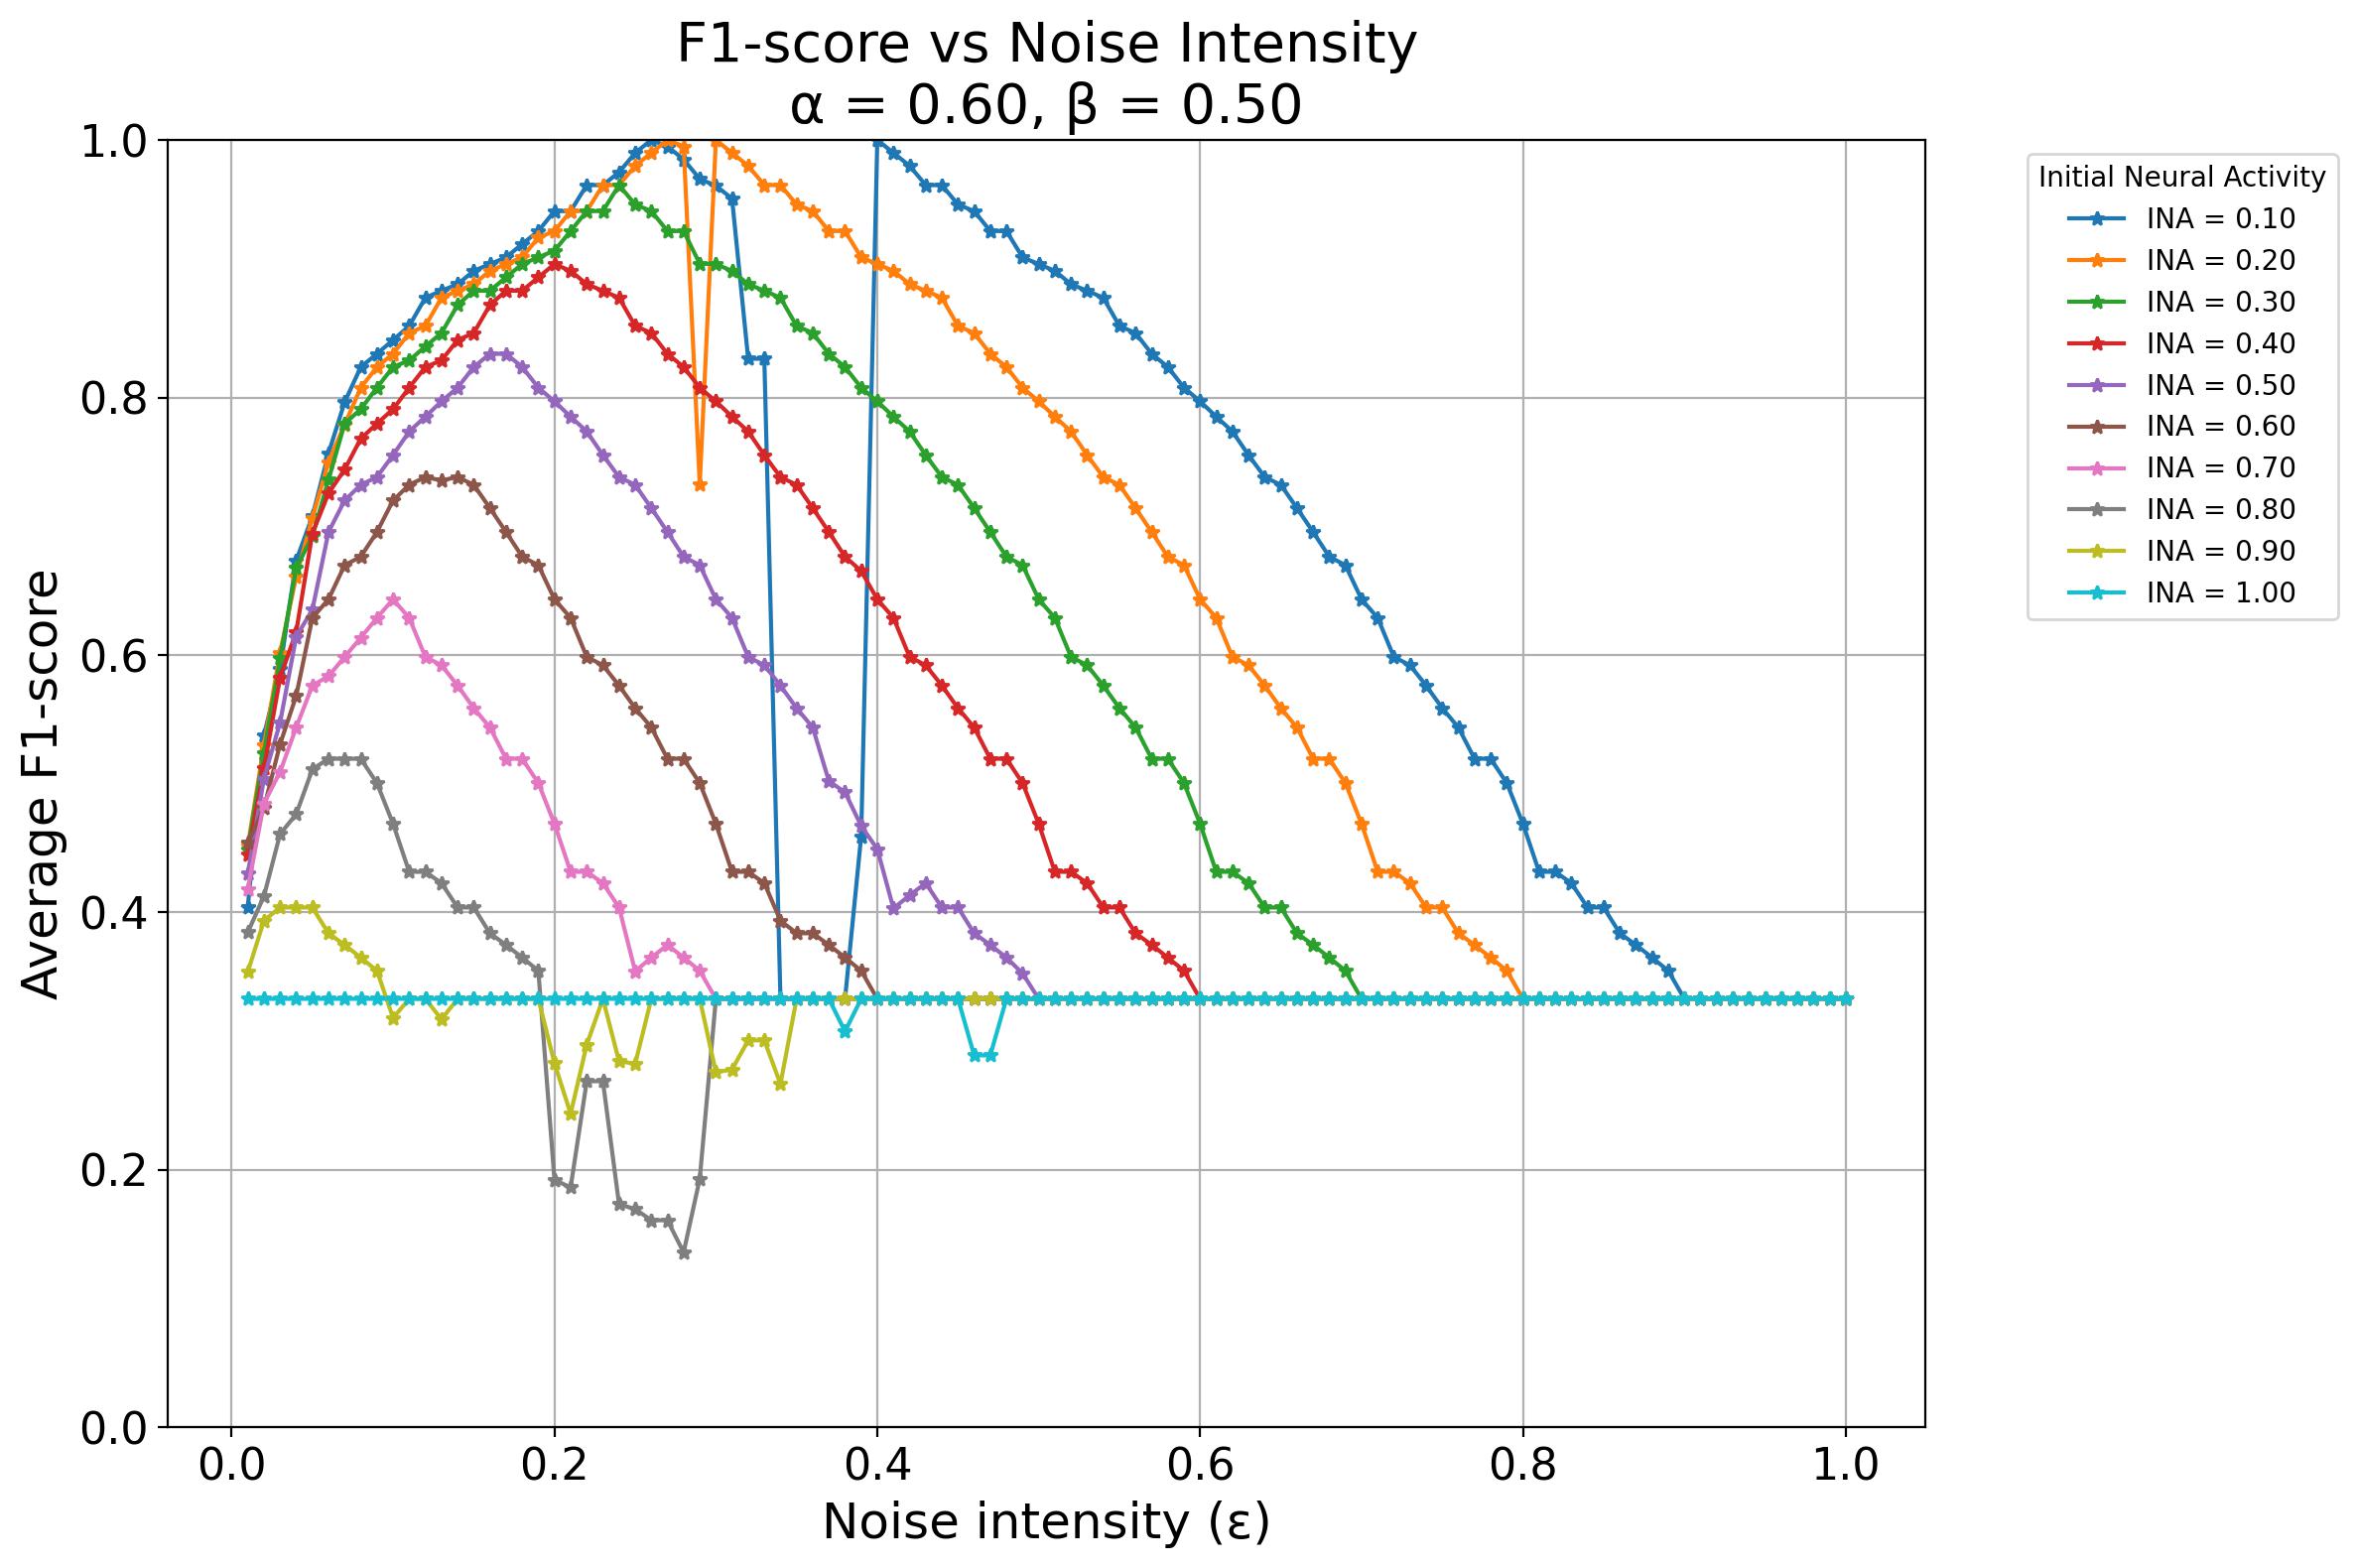 F1-score vs Noise Intensity
α = 0.60, β = 0.50
1.0
0.8
0.6
0.4
0.2
0.0
Average F1-score
0.0 0.2 0.4 0.6 0.8 1.0
Noise intensity (ε)
Initial Neural Activity
INA = 0.10
INA = 0.20
INA = 0.30
INA = 0.40
INA = 0.50
INA = 0.60
INA = 0.70
INA = 0.80
INA = 0.90
INA = 1.00